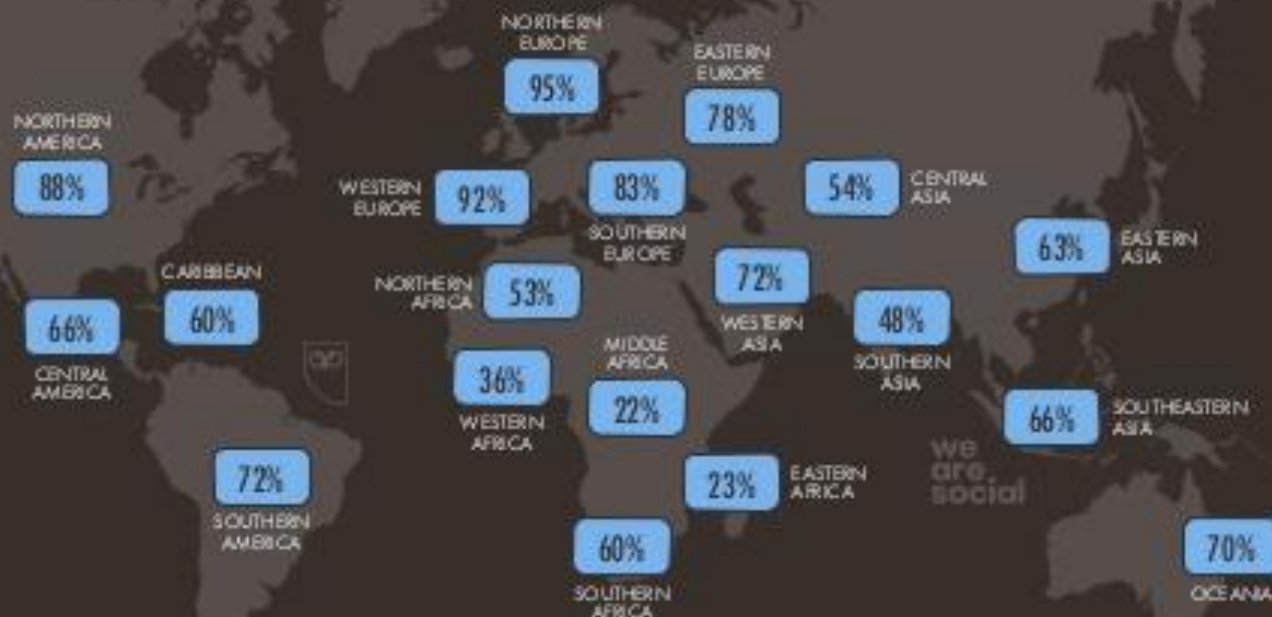 NORTHERN
EUROPE
95%
EASTERN
EUROPE
78%
NORTHERN
AMERICA
88%
WESTERN
EUROPE
92%
83%
SOUTHERN
EUROPE
54%
CENTRAL
ASIA
63%
EASTERN
ASIA
CARIBBEAN
60%
66%
CENTRAL
AMERICA
NORTHERN
AFRICA
53%
72%
WESTERN
ASIA
48%
SOUTHERN
ASIA
36%
WESTERN
AFRICA
MIDDLE
AFRICA
22%
66%
SOUTHEASTERN
ASIA
we
are
social
72%
SOUTHERN
AMERICA
23%
EASTERN
AFRICA
60%
SOUTHERN
AFRICA
70%
OCEANIA